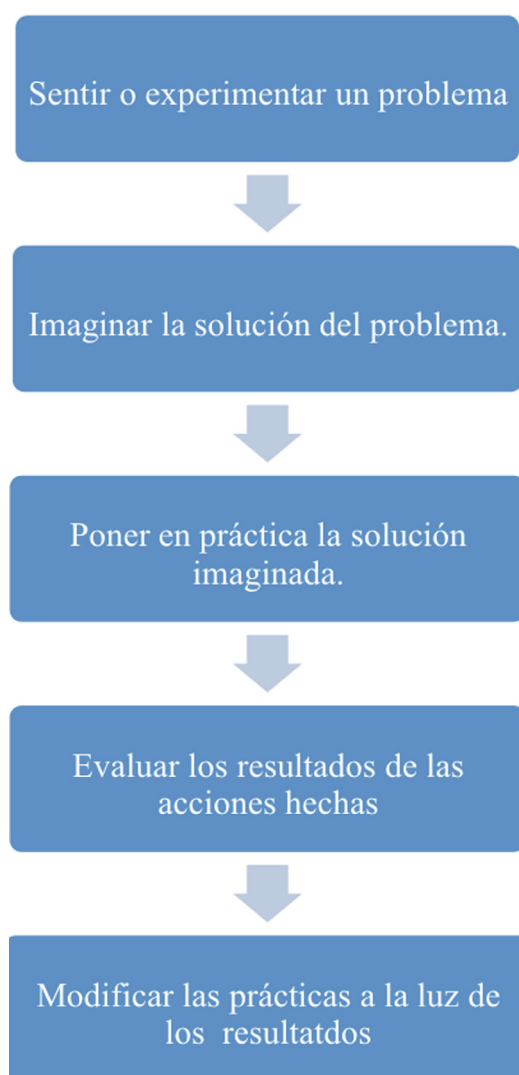 Sentir o experimentar un problema
Imaginar la solución del problema.
Poner en práctica la solución
imaginada.
Evaluar los resultados de las
acciones hechas
Modificar las prácticas a la luz de
los resultatdos